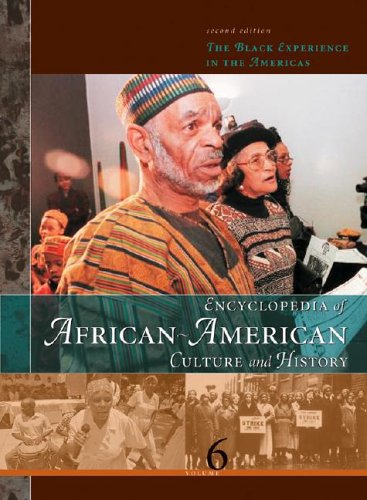 second edition
THE BLACK EXPERIENCE
IN THE AMERICAS
ENCYCLOPEDIA of
AFRICAN~AMERICAN
CULTURE and HISTORY
6
VOLUME
STRIKE
STRIKE